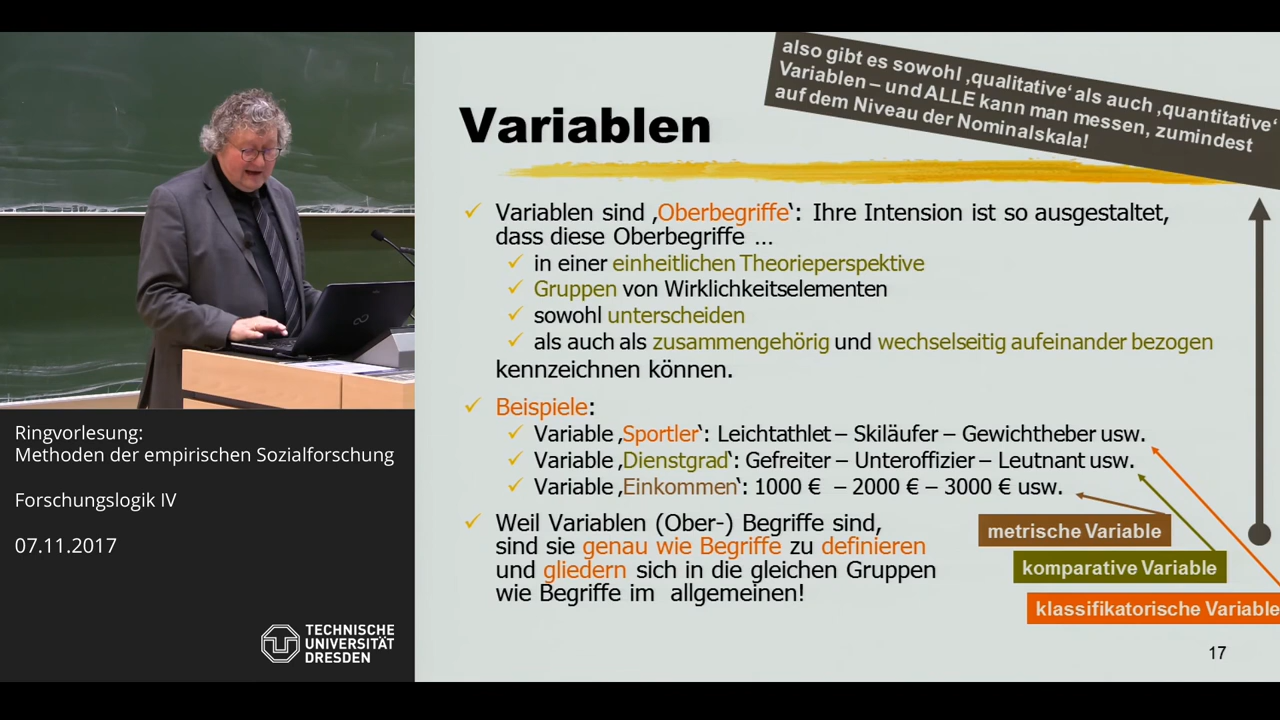 also gibt es sowohl ‚qualitative‘ als auch ‚quantitative‘
Variablen – und ALLE kann man messen, zumindest
auf dem Niveau der Nominalskala!
Variablen
Variablen sind ‚Oberbegriffe‘: Ihre Intension ist so ausgestaltet,
dass diese Oberbegriffe …
in einer einheitlichen Theorieperspektive
Gruppen von Wirklichkeitselementen
sowohl unterscheiden
als auch als zusammengehörig und wechselseitig aufeinander bezogen
kennzeichnen können.
Beispiele:
Variable ‚Sportler‘: Leichtathlet – Skiläufer – Gewichtheber usw.
Variable ‚Dienstgrad‘: Gefreiter – Unteroffizier – Leutnant usw.
Variable ‚Einkommen‘: 1000 € – 2000 € – 3000 € usw.
Weil Variablen (Ober-) Begriffe sind,
sind sie genau wie Begriffe zu definieren
und gliedern sich in die gleichen Gruppen
wie Begriffe im allgemeinen!
metrische Variable
komparative Variable
klassifikatorische Variable
17
Ringvorlesung:
Methoden der empirischen Sozialforschung
Forschungslogik IV
07.11.2017
TECHNISCHE
UNIVERSITÄT
DRESDEN